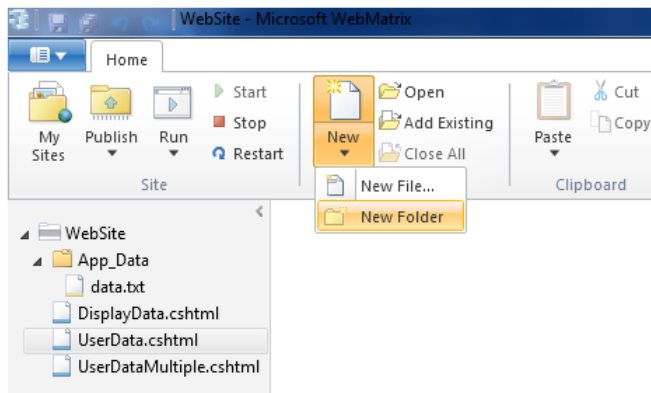 WebSite - Microsoft WebMatrix
Home
My Sites
Publish
Run
Start
Stop
Restart
Site
New
Open
Add Existing
Close All
Paste
Cut
Copy
Clipboard
New File...
New Folder
WebSite
App_Data
data.txt
DisplayData.cshtml
UserData.cshtml
UserDataMultiple.cshtml